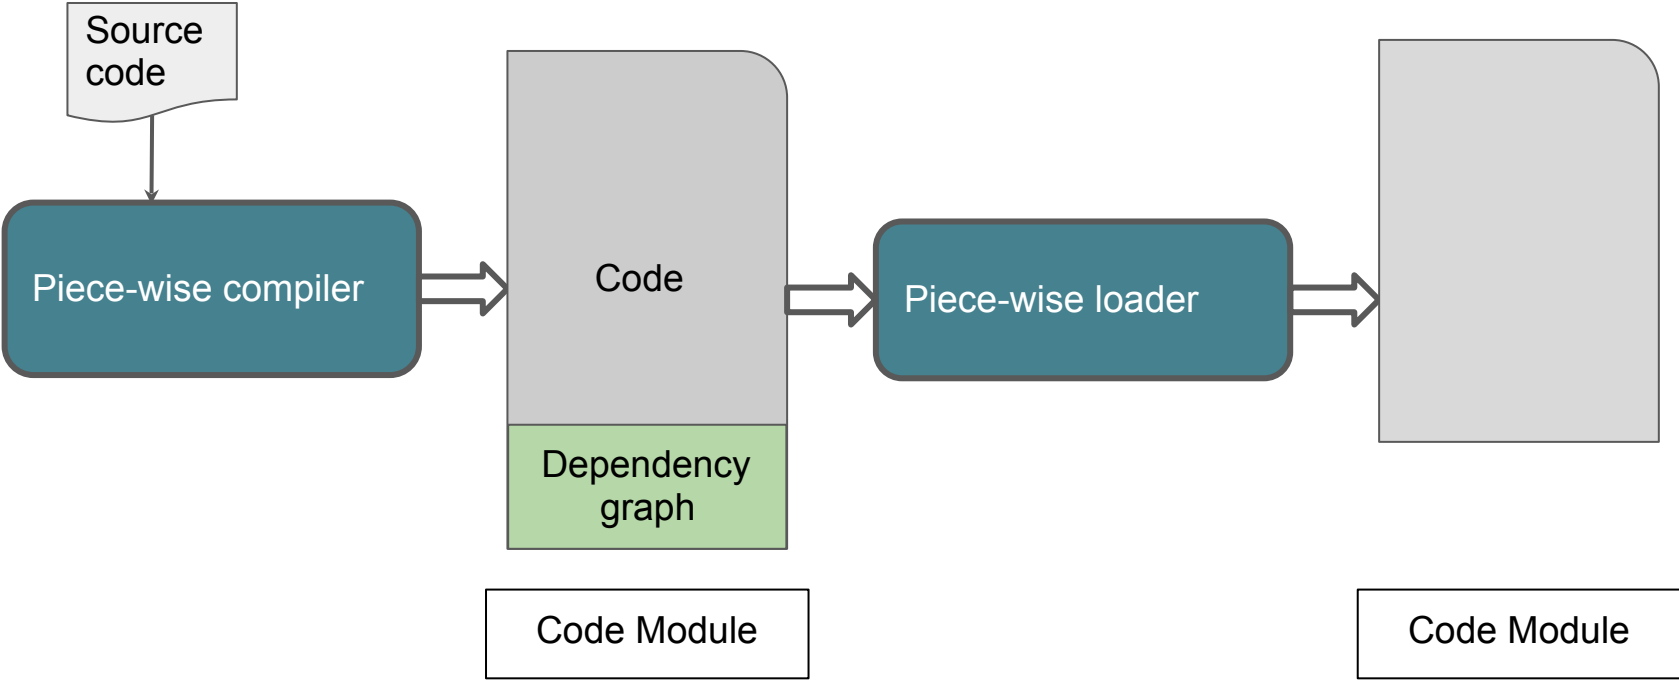 Source
code
Piece-wise compiler
Code
Dependency
graph
Piece-wise loader
Code Module
Code Module